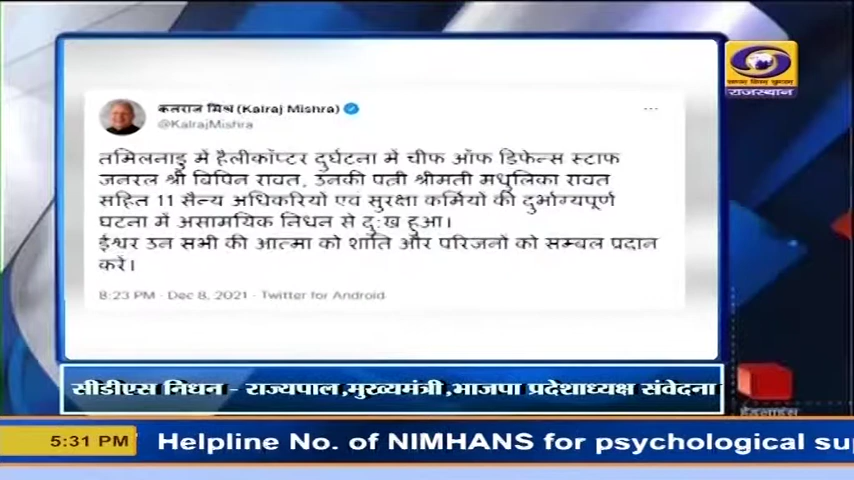 कलराज मिश्र (Kalraj Mishra)
@KalrajMishra
तमिलनाडु में हैलीकॉप्टर दुर्घटना में चीफ ऑफ डिफेन्स स्टाफ
जनरल श्री बिपिन रावत, उनकी पत्नी श्रीमती मधुलिका रावत
सहित 11 सैन्य अधिकारियो एवं सुरक्षा कर्मियो की दुर्भाग्यपूर्ण
घटना में असामयिक निधन से दु:ख हुआ।
ईश्वर उन सभी की आत्मा को शांति और परिजनों को सम्बल प्रदान
करें।
8:23 PM · Dec 8, 2021 · Twitter for Android
राजस्थान
सीडीएस निधन - राज्यपाल,मुख्यमंत्री,भाजपा प्रदेशाध्यक्ष संवेदना
हेडलाइंस
5:31 PM Helpline No. of NIMHANS for psychological su